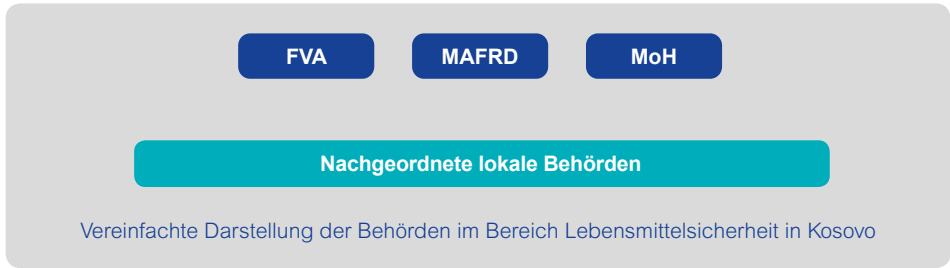 FVA MAFRD MoH
Nachgeordnete lokale Behörden
Vereinfachte Darstellung der Behörden im Bereich Lebensmittelsicherheit in Kosovo